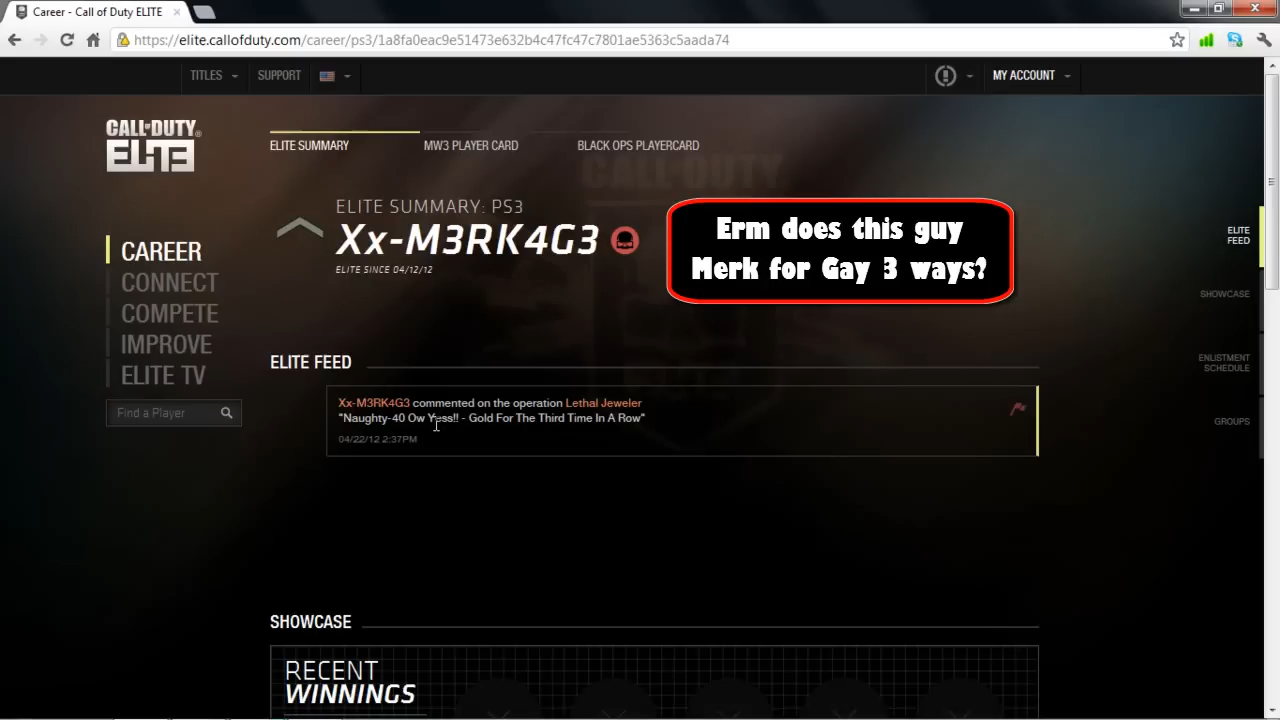 Career - Call of Duty ELITE
https://elite.callofduty.com/career/ps3/1a8fa0eac9e51473e632b4c47fc47c7801ae5363c5aada74
TITLES SUPPORT MY ACCOUNT
CALL OF DUTY®
ELITE
ELITE SUMMARY MW3 PLAYER CARD BLACK OPS PLAYERCARD
ELITE SUMMARY: PS3
Xx-M3RK4G3
ELITE SINCE 04/12/12
Erm does this guy
Merk for Gay 3 ways?
CAREER
CONNECT
COMPETE
IMPROVE
ELITE TV
Find a Player
ELITE
FEED
SHOWCASE
ENLISTMENT
SCHEDULE
GROUPS
ELITE FEED
Xx-M3RK4G3 commented on the operation Lethal Jeweler
"Naughty-40 Ow Yess!! - Gold For The Third Time In A Row"
04/22/12 2:37PM
SHOWCASE
RECENT
WINNINGS